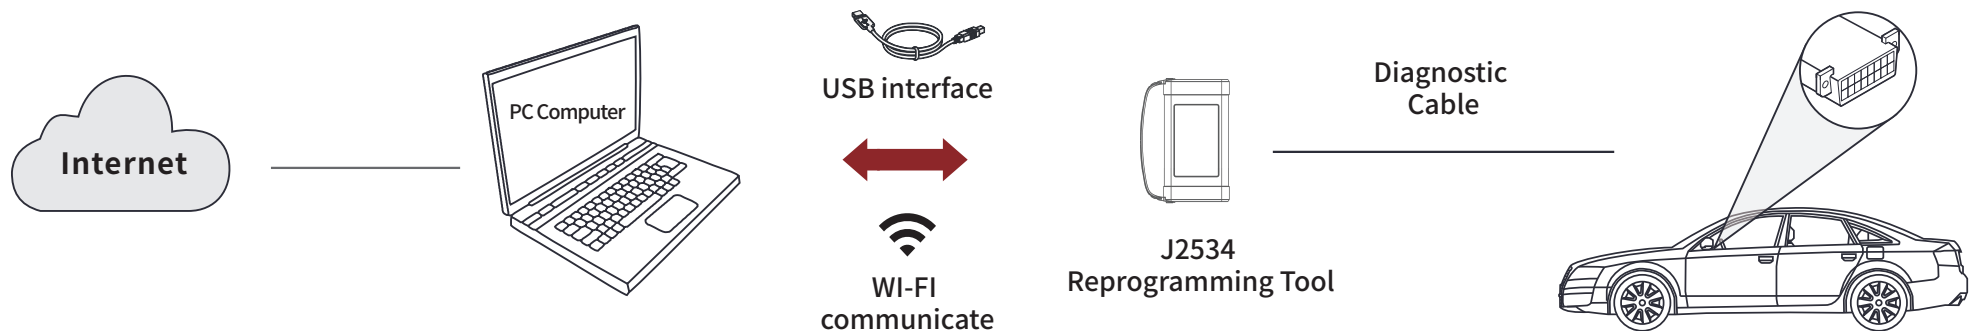 Internet
PC Computer
USB interface
WI-FI
communicate
J2534
Reprogramming Tool
Diagnostic
Cable